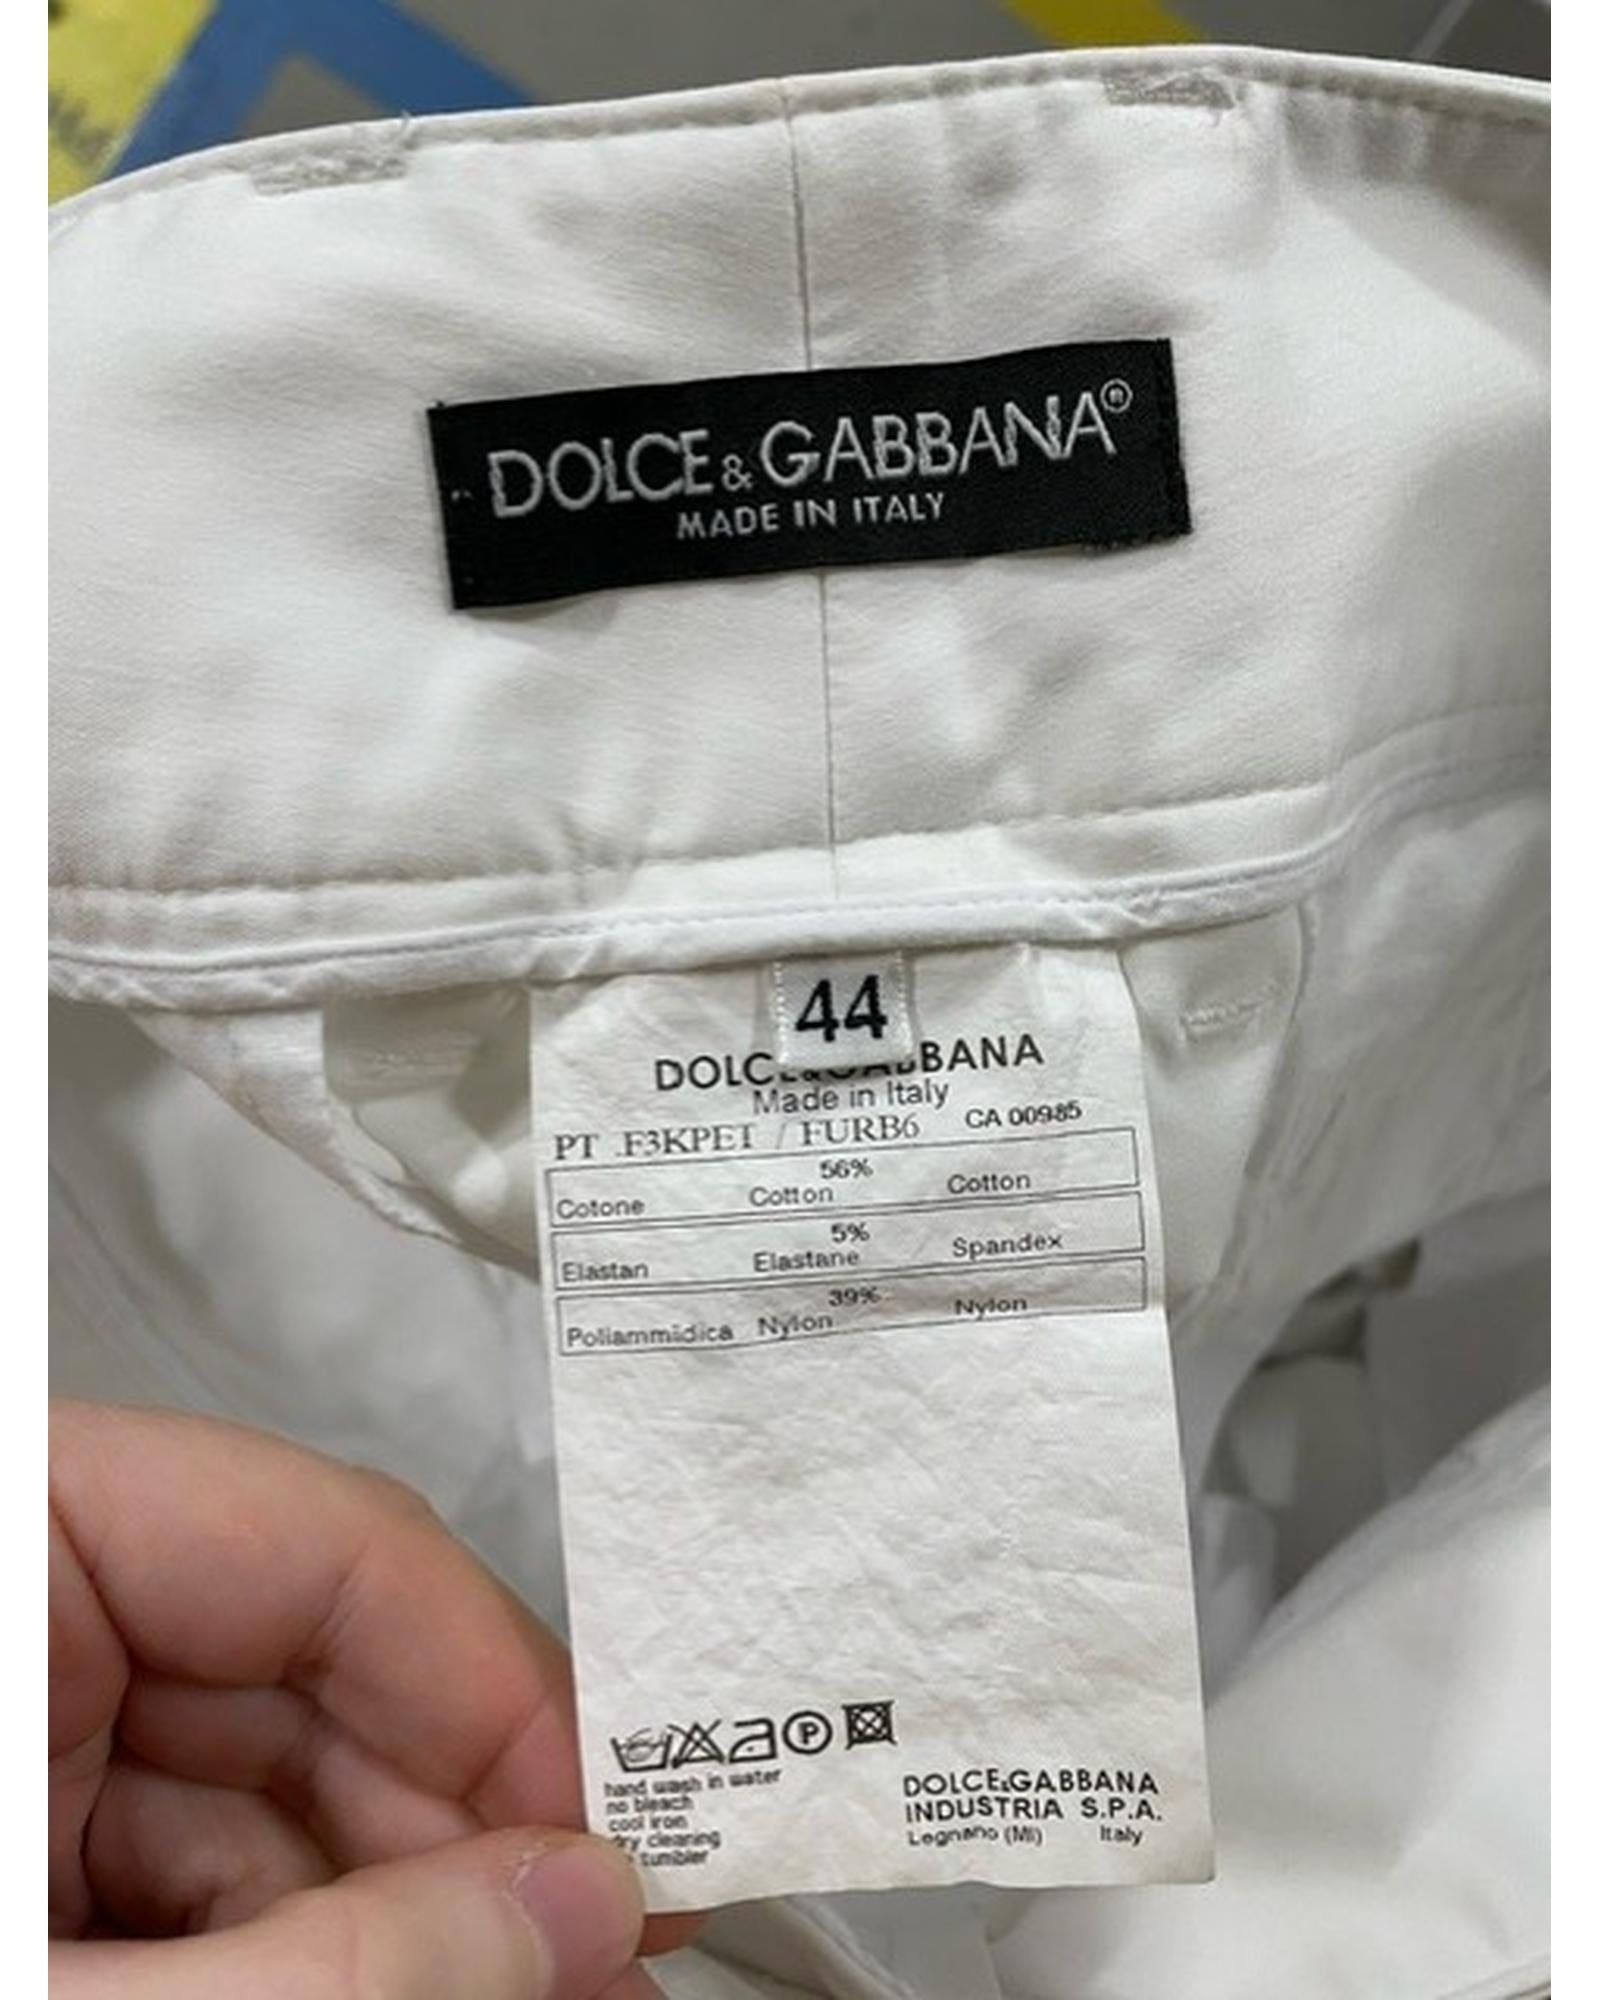 DOLCE&GABBANA®
MADE IN ITALY
44
Made in Italy
PT F3KPET / FURB6 CA 00985
56%
Cotone Cotton Cotton
5%
Elastan Elastane Spandex
39%
Poliammidica Nylon Nylon
P
hand wash in water
no bleach
cool iron
dry cleaning
tumbler
DOLCE&GABBANA
INDUSTRIA S.P.A.
Legnano (MI) Italy